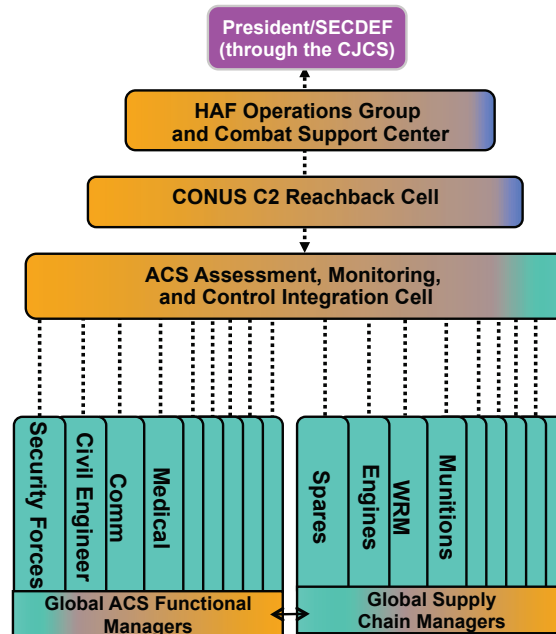 President/SECDEF
(through the CJCS)
HAF Operations Group
and Combat Support Center
CONUS C2 Reachback Cell
ACS Assessment, Monitoring,
and Control Integration Cell
Security Forces
Civil Engineer
Comm
Medical
Spares
Engines
WRM
Munitions
Global ACS Functional
Managers
Global Supply
Chain Managers